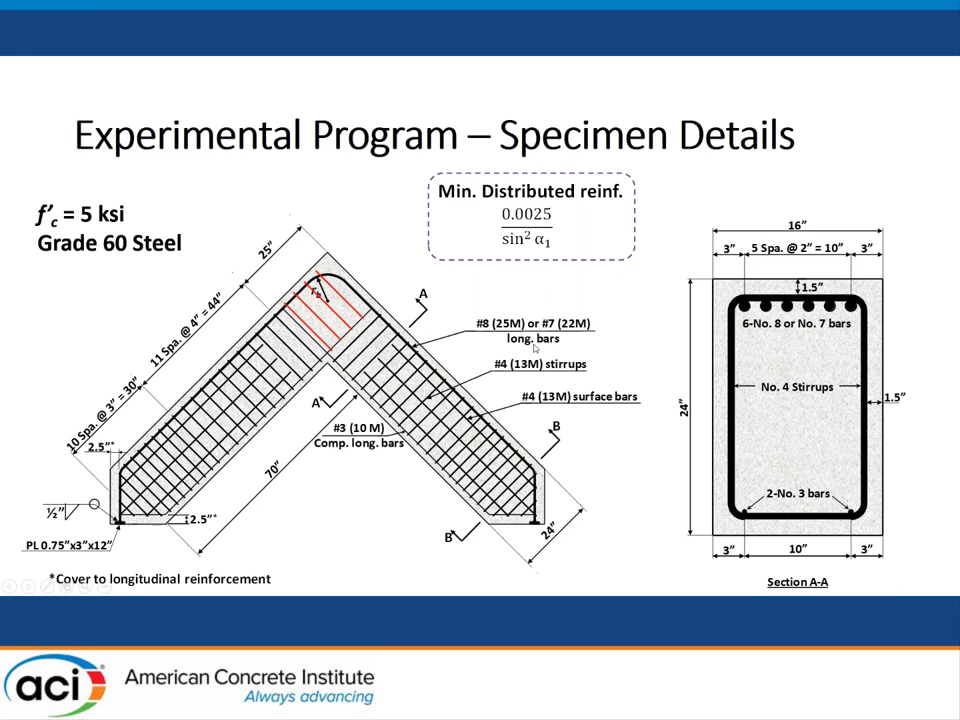 Experimental Program – Specimen Details
f'c = 5 ksi
Grade 60 Steel
Min. Distributed reinf.
0.0025
sin² α₁
25”
11 Spa. @ 4” = 44”
10 Spa. @ 3” = 30”
2.5”*
½”
PL 0.75”x3”x12”
2.5”*
70”
24”
rb
A
A
B
B
#8 (25M) or #7 (22M)
long. bars
#4 (13M) stirrups
#4 (13M) surface bars
#3 (10 M)
Comp. long. bars
*Cover to longitudinal reinforcement
16”
3” 5 Spa. @ 2” = 10” 3”
1.5”
6-No. 8 or No. 7 bars
No. 4 Stirrups
1.5”
24”
2-No. 3 bars
3” 10” 3”
Section A-A
aci
American Concrete Institute
Always advancing